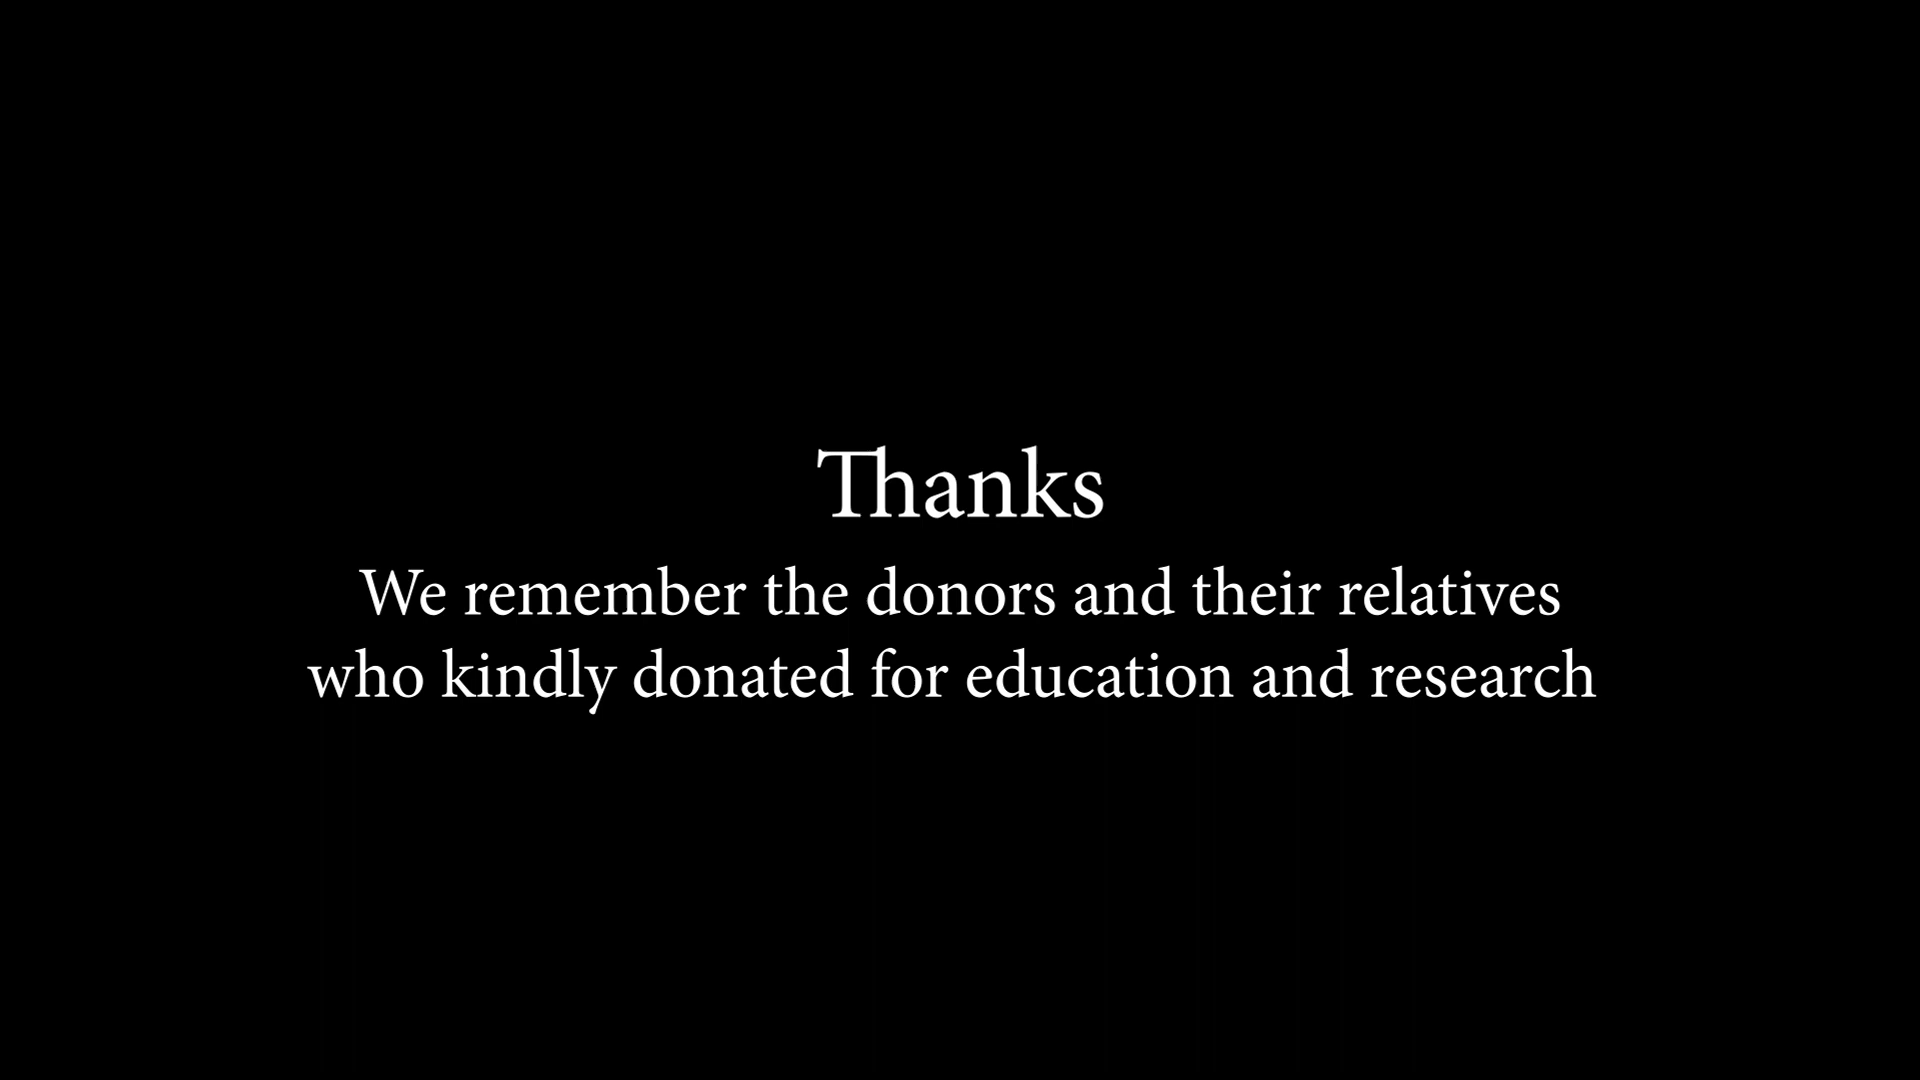 Thanks
We remember the donors and their relatives
who kindly donated for education and research